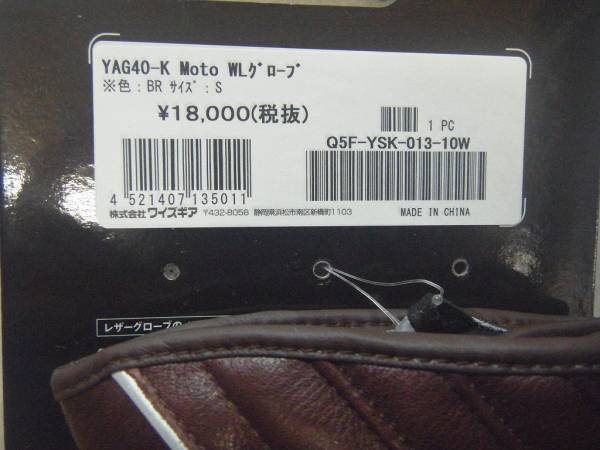 YAG40-K Moto WLｸﾞﾛｰﾌﾞ
※色：BR ｻｲｽﾞ：S
¥18,000(税抜)
1 PC
Q5F-YSK-013-10W
4 521407 135011
株式会社ワイズギア 〒432-8058 静岡県浜松市南区新橋町1103
MADE IN CHINA
レザーグローブの